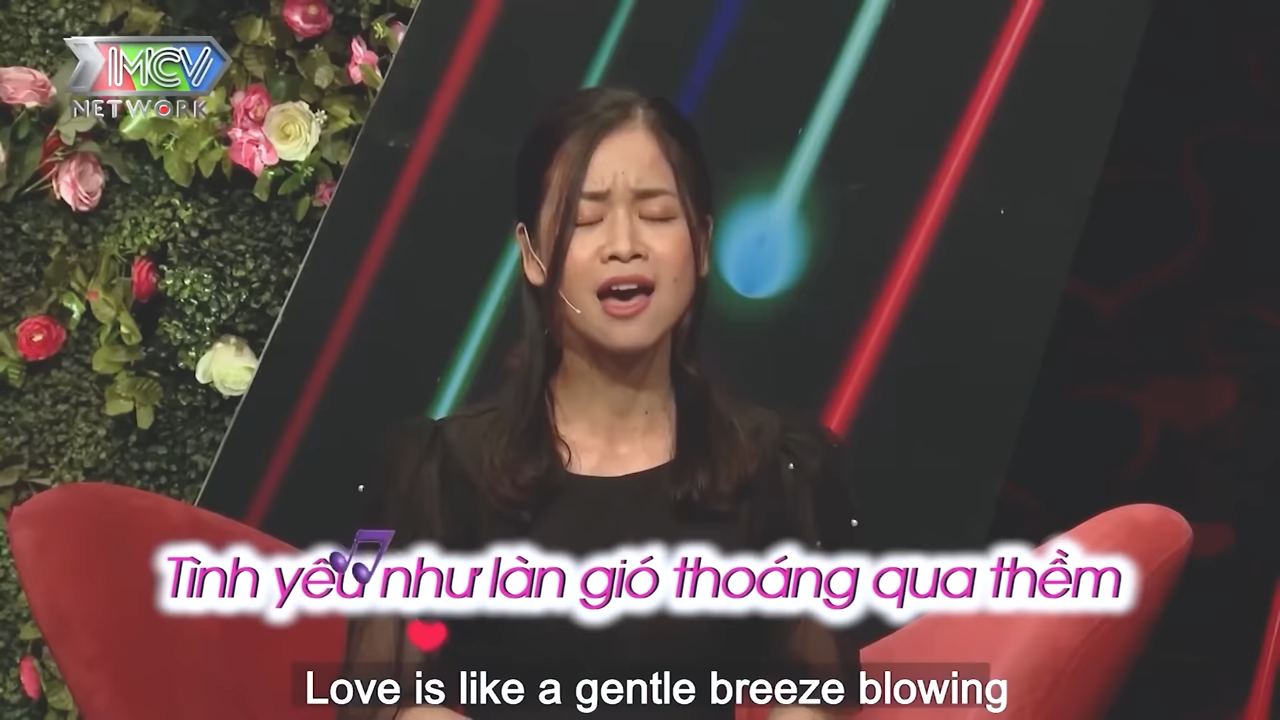 MCV
NETWORK
Tình yêu như làn gió thoáng qua thềm
Love is like a gentle breeze blowing